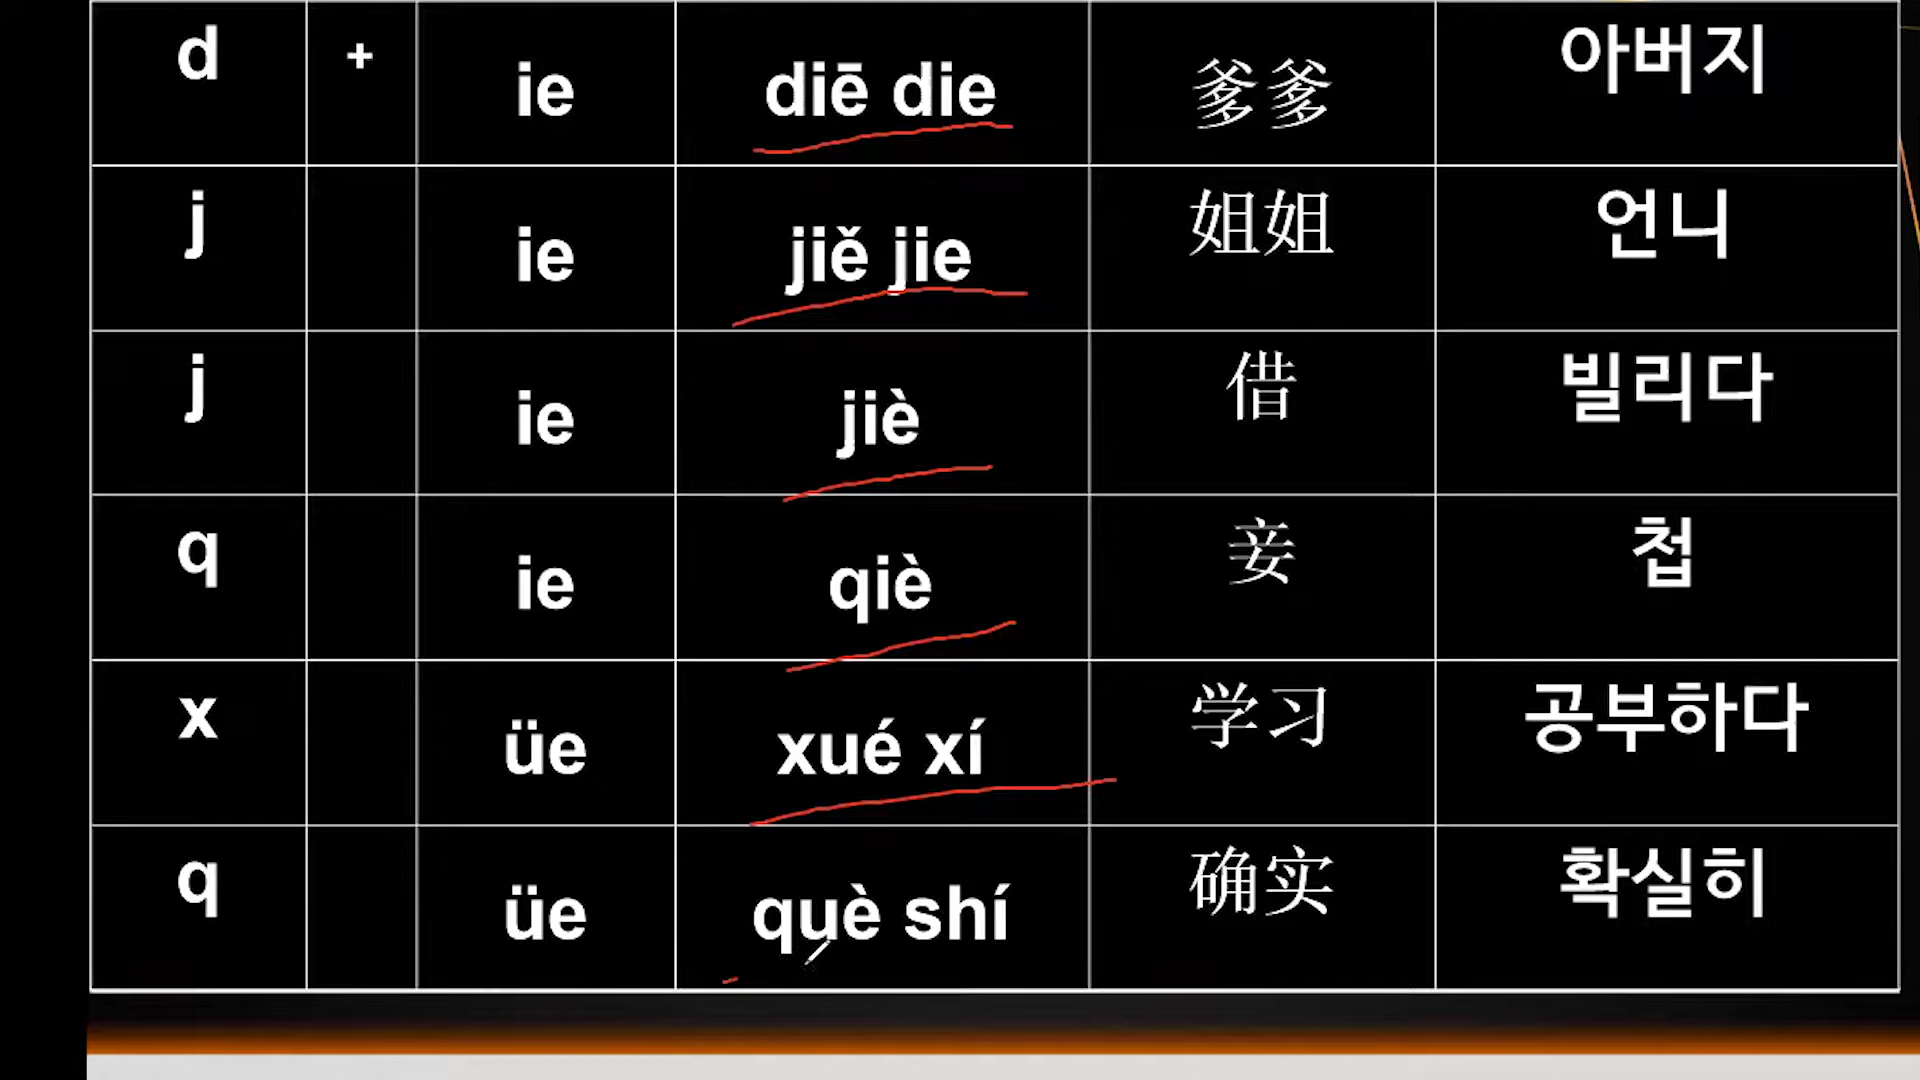 d + ie diē die 爹爹 아버지
j ie jiě jie 姐姐 언니
j ie jiè 借 빌리다
q ie qiè 妾 첩
x üe xué xí 学习 공부하다
q üe què shí 确实 확실히